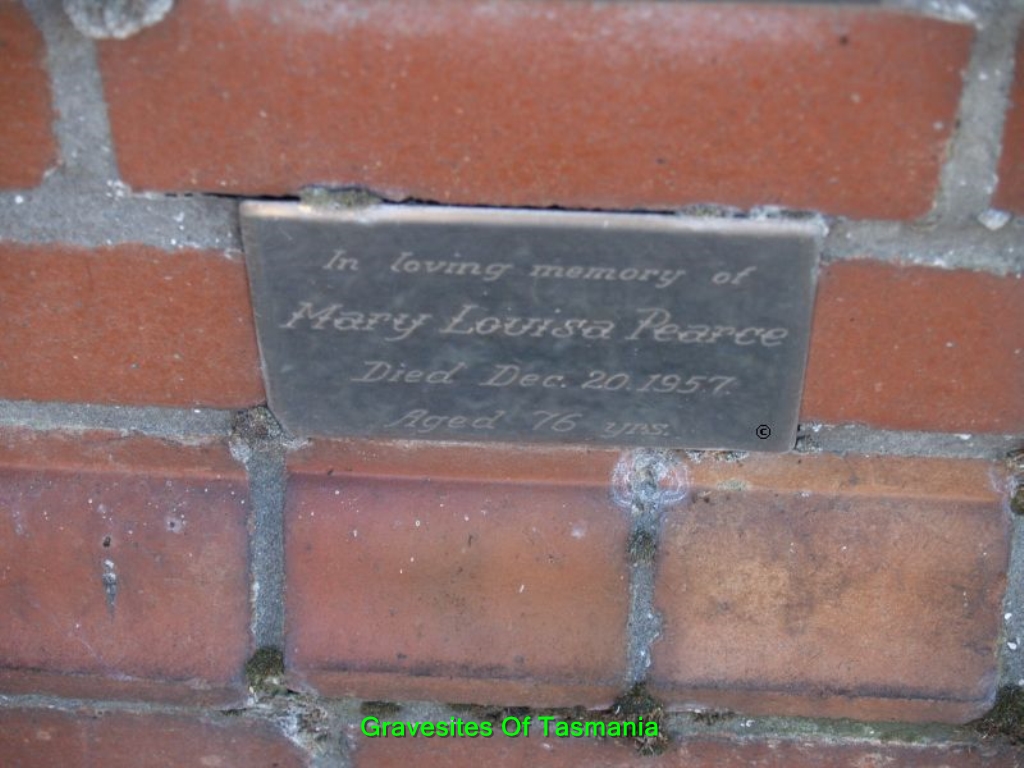 In loving memory of
Mary Louisa Pearce
Died Dec. 20. 1957.
Aged 76 yrs.
©
Gravesites Of Tasmania